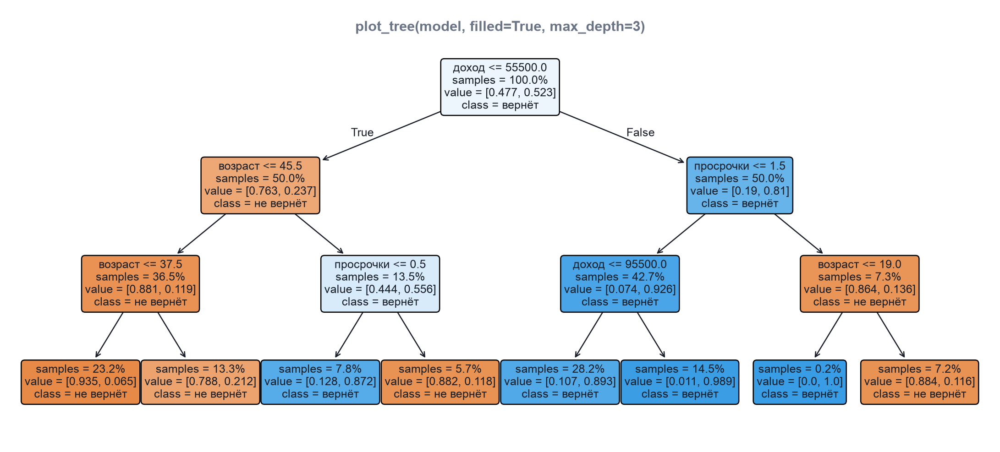 plot_tree(model, filled=True, max_depth=3)
доход <= 55500.0
samples = 100.0%
value = [0.477, 0.523]
class = вернёт
True
False
возраст <= 45.5
samples = 50.0%
value = [0.763, 0.237]
class = не вернёт
просрочки <= 1.5
samples = 50.0%
value = [0.19, 0.81]
class = вернёт
возраст <= 37.5
samples = 36.5%
value = [0.881, 0.119]
class = не вернёт
просрочки <= 0.5
samples = 13.5%
value = [0.444, 0.556]
class = вернёт
доход <= 95500.0
samples = 42.7%
value = [0.074, 0.926]
class = вернёт
возраст <= 19.0
samples = 7.3%
value = [0.864, 0.136]
class = не вернёт
samples = 23.2%
value = [0.935, 0.065]
class = не вернёт
samples = 13.3%
value = [0.788, 0.212]
class = не вернёт
samples = 7.8%
value = [0.128, 0.872]
class = вернёт
samples = 5.7%
value = [0.882, 0.118]
class = не вернёт
samples = 28.2%
value = [0.107, 0.893]
class = вернёт
samples = 14.5%
value = [0.011, 0.989]
class = вернёт
samples = 0.2%
value = [0.0, 1.0]
class = вернёт
samples = 7.2%
value = [0.884, 0.116]
class = не вернёт